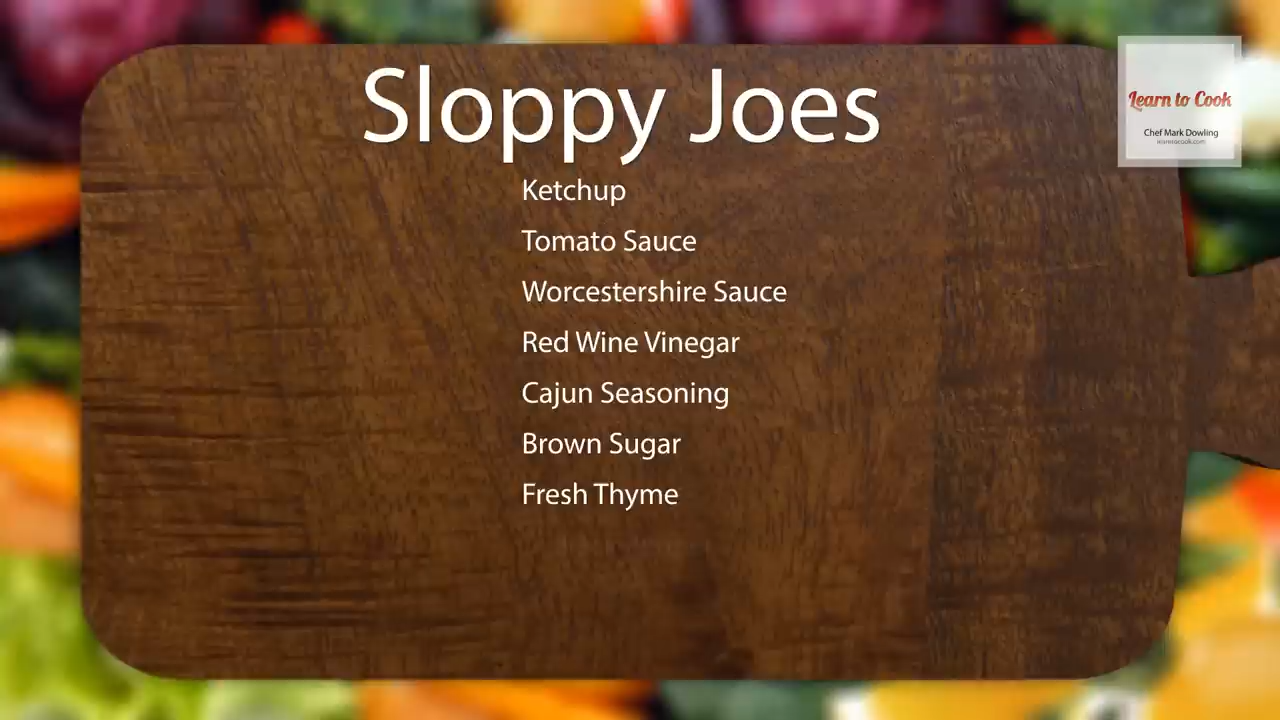 Sloppy Joes
Learn to Cook
Chef Mark Dowling
Ketchup
Tomato Sauce
Worcestershire Sauce
Red Wine Vinegar
Cajun Seasoning
Brown Sugar
Fresh Thyme